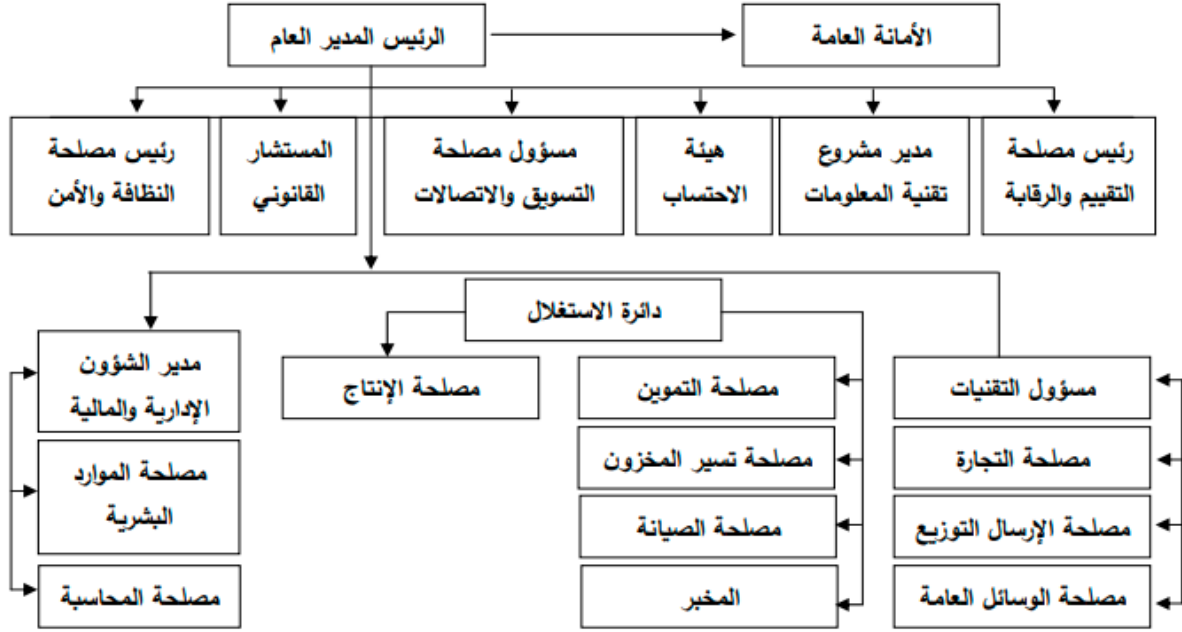 الرئيس المدير العام
الأمانة العامة
رئيس مصلحة
التقييم والرقابة
مدير مشروع
تقنية المعلومات
هيئة
الاحتساب
مسؤول مصلحة
التسويق والاتصالات
المستشار
القانوني
رئيس مصلحة
النظافة والأمن
دائرة الاستغلال
مسؤول التقنيات
مصلحة التجارة
مصلحة الإرسال التوزيع
مصلحة الوسائل العامة
مصلحة التموين
مصلحة تسير المخزون
مصلحة الصيانة
المخبر
مصلحة الإنتاج
مدير الشؤون
الإدارية والمالية
مصلحة الموارد
البشرية
مصلحة المحاسبة